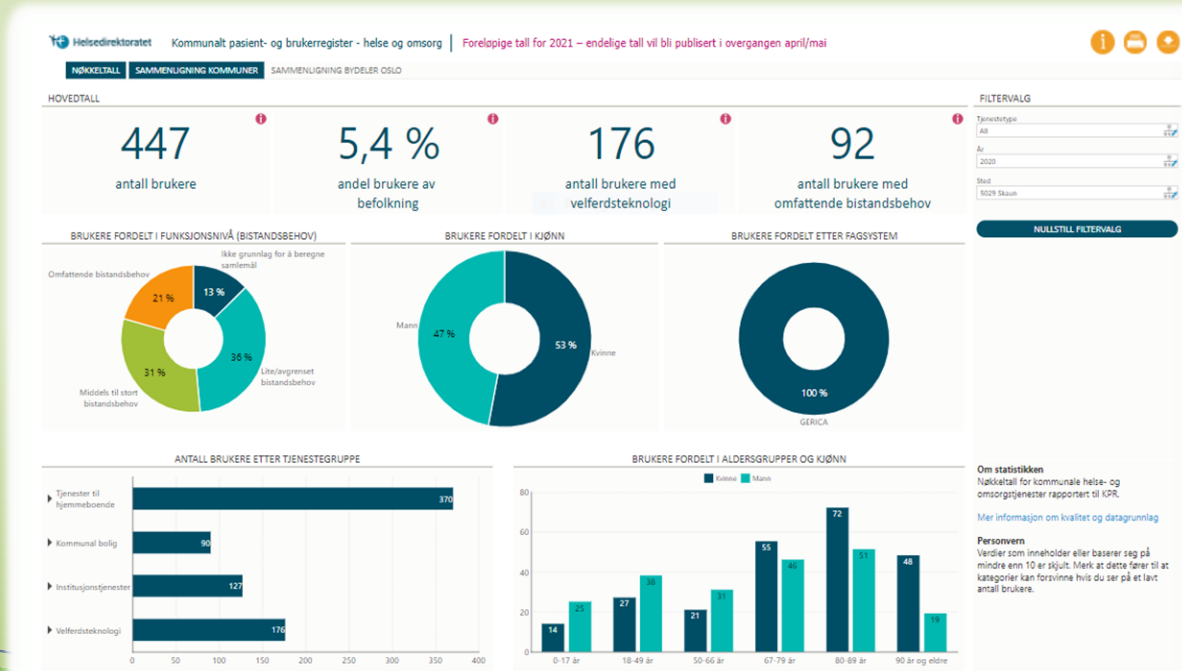 Helsedirektoratet
Kommunalt pasient- og brukerregister - helse og omsorg
Foreløpige tall for 2021 – endelige tall vil bli publisert i overgangen april/mai
NØKKELTALL
SAMMENLIGNING KOMMUNER
SAMMENLIGNING BYDELER OSLO
HOVEDTALL
447
antall brukere
5,4 %
andel brukere av
befolkning
176
antall brukere med
velferdsteknologi
92
antall brukere med
omfattende bistandsbehov
FILTERVALG
Tjenestetype
All
År
2020
Sted
5029 Skaun
NULLSTILL FILTERVALG
BRUKERE FORDELT I FUNKSJONSNIVÅ (BISTANDSBEHOV)
Ikke grunnlag for å beregne
samlemål
Omfattende bistandsbehov
13 %
21 %
36 %
31 %
Lite/avgrenset
bistandsbehov
Middels til stort
bistandsbehov
BRUKERE FORDELT I KJØNN
Mann
47 %
53 %
Kvinne
BRUKERE FORDELT ETTER FAGSYSTEM
100 %
GERICA
ANTALL BRUKERE ETTER TJENESTEGRUPPE
Tjenester til
hjemmeboende
370
Kommunal bolig
90
Institusjonstjenester
127
Velferdsteknologi
176
0 50 100 150 200 250 300 350 400
BRUKERE FORDELT I ALDERSGRUPPER OG KJØNN
Kvinne Mann
80
60
40
20
0
14 25 27 38 21 31 55 46 72 51 48 19
0-17 år 18-49 år 50-66 år 67-79 år 80-89 år 90 år og eldre
Om statistikken
Nøkkeltall for kommunale helse- og
omsorgstjenester rapportert til KPR.
Mer informasjon om kvalitet og datagrunnlag
Personvern
Verdier som inneholder eller baserer seg på
mindre enn 10 er skjult. Merk at dette fører til at
kategorier kan forsvinne hvis du ser på et lavt
antall brukere.